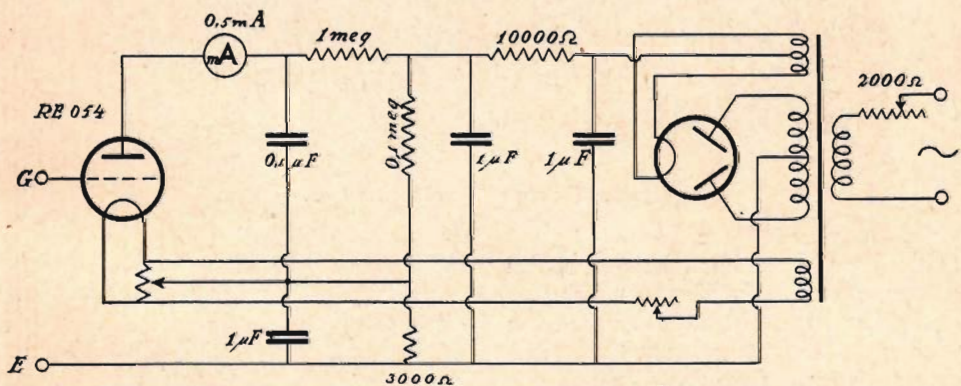 0,5mA
mA
1 meg
10000Ω
2000Ω
RE 054
0,1 meg
G
0,1 µF
1 µF
1 µF
~
1 µF
E
3000Ω